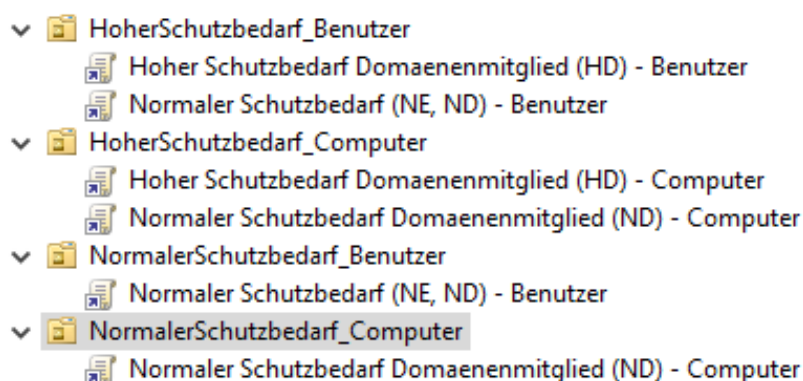 HoherSchutzbedarf_Benutzer
Hoher Schutzbedarf Domaenenmitglied (HD) - Benutzer
Normaler Schutzbedarf (NE, ND) - Benutzer
HoherSchutzbedarf_Computer
Hoher Schutzbedarf Domaenenmitglied (HD) - Computer
Normaler Schutzbedarf Domaenenmitglied (ND) - Computer
NormalerSchutzbedarf_Benutzer
Normaler Schutzbedarf (NE, ND) - Benutzer
NormalerSchutzbedarf_Computer
Normaler Schutzbedarf Domaenenmitglied (ND) - Computer